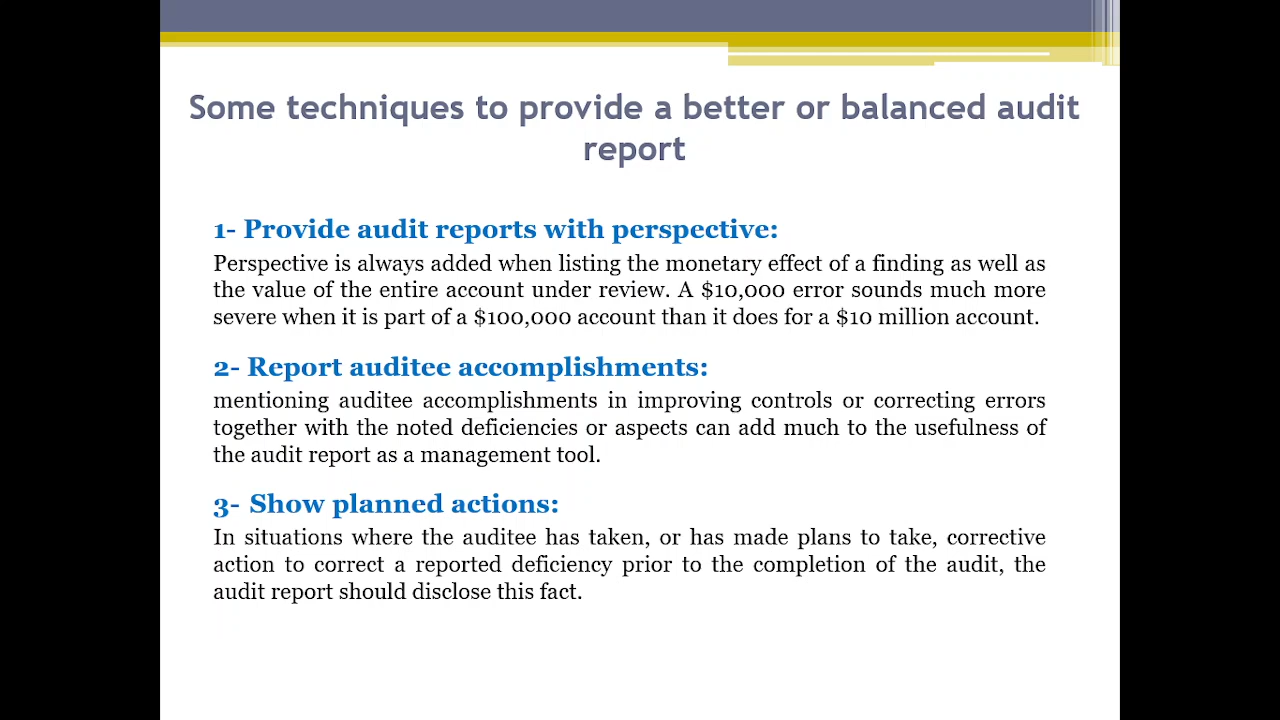 Some techniques to provide a better or balanced audit
report
1- Provide audit reports with perspective:
Perspective is always added when listing the monetary effect of a finding as well as
the value of the entire account under review. A $10,000 error sounds much more
severe when it is part of a $100,000 account than it does for a $10 million account.
2- Report auditee accomplishments:
mentioning auditee accomplishments in improving controls or correcting errors
together with the noted deficiencies or aspects can add much to the usefulness of
the audit report as a management tool.
3- Show planned actions:
In situations where the auditee has taken, or has made plans to take, corrective
action to correct a reported deficiency prior to the completion of the audit, the
audit report should disclose this fact.